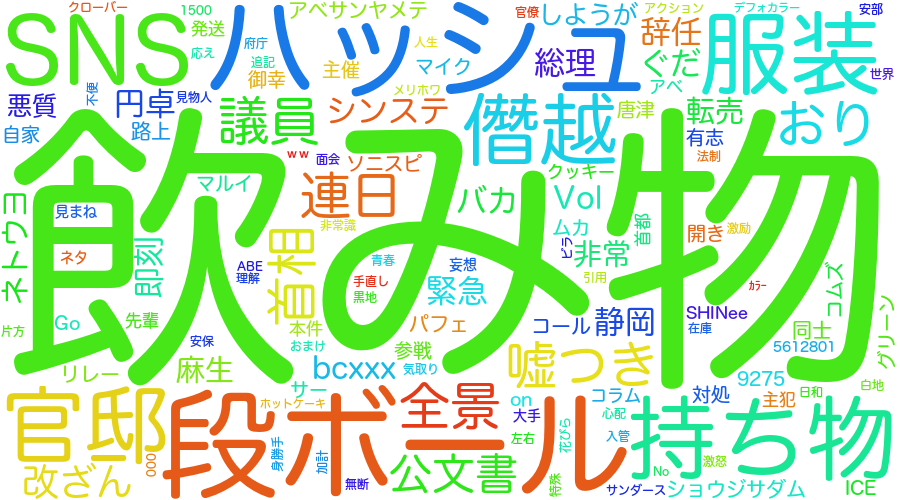 クローバー
1500
アベサンヤメテ
官僚
しようが
アクション
デフォカラー
安部
SNS
ハッシュ
服装
発送
府庁
人生
辞任
応え
追記
主催
マイク
総理
ぐだ
世界
悪質
不便
見物人
御幸
メリホワ
アベ
円卓
議員
シンステ
僭越
唐津
転売
おり
自家
路上
有志
ww
面会
ソニスピ
法制
飲み物
マルイ
連日
バカ
クッキー
Vol
ネトウヨ
見まね
非常識
ムカ
首都
開き
激励
ネタ
即刻
首相
青春
妄想
ビラ
非常
ABE
理解
手直し
緊急
引用
カラー
コムズ
黒地
SHINee
Go
先輩
本件
パフェ
コール
静岡
在庫
同士
グリーン
片方
安保
おまけ
参戦
5612801
リレー
麻生
bcxxx
気取り
嘘つき
官邸
サー
9275
日和
白地
ホットケーキ
on
コラム
対処
主犯
段ボール
全景
大手
心配
持ち物
花びら
改ざん
000
身勝手
加計
公文書
左右
入管
激怒
無断
特殊
No
サンダース
ショウジサダム
ICE